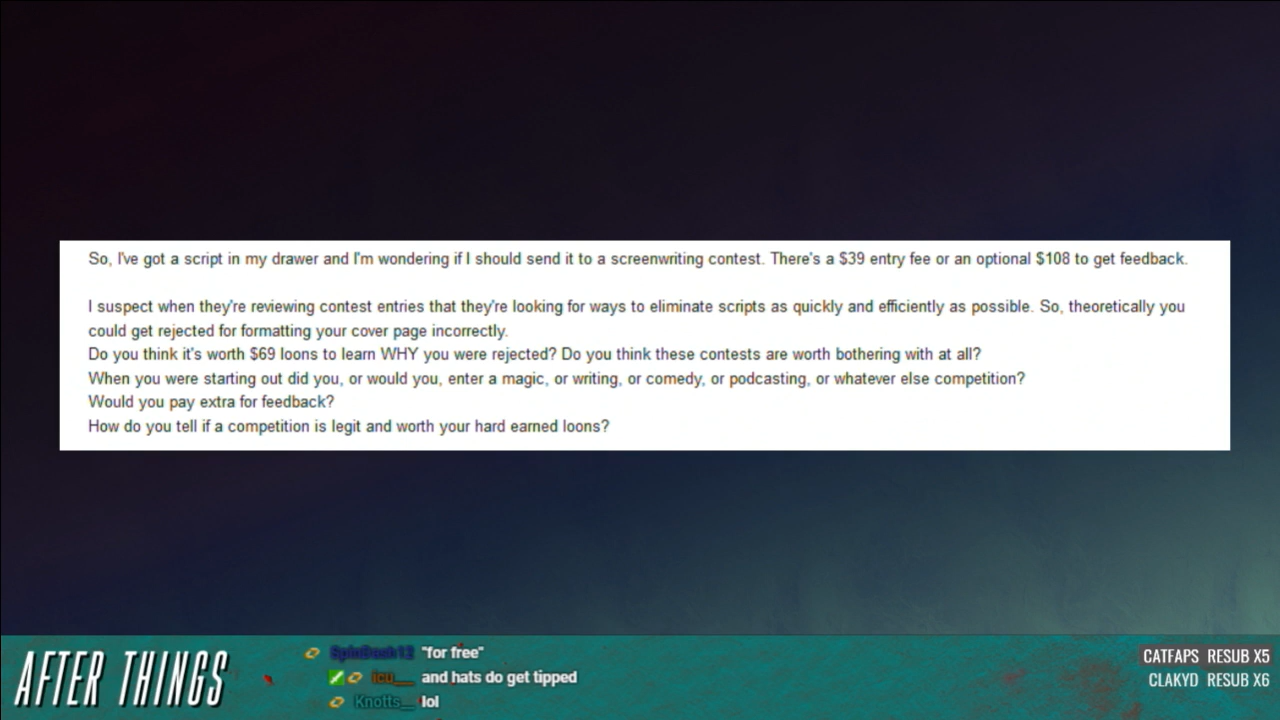 So, I've got a script in my drawer and I'm wondering if I should send it to a screenwriting contest. There's a $39 entry fee or an optional $108 to get feedback.
I suspect when they're reviewing contest entries that they're looking for ways to eliminate scripts as quickly and efficiently as possible. So, theoretically you
could get rejected for formatting your cover page incorrectly.
Do you think it's worth $69 loons to learn WHY you were rejected? Do you think these contests are worth bothering with at all?
When you were starting out did you, or would you, enter a magic, or writing, or comedy, or podcasting, or whatever else competition?
Would you pay extra for feedback?
How do you tell if a competition is legit and worth your hard earned loons?
AFTER THINGS
SpinDash12 "for free"
icu__ and hats do get tipped
Knotts_ lol
CATFAPS RESUB X5
CLAKYD RESUB X6